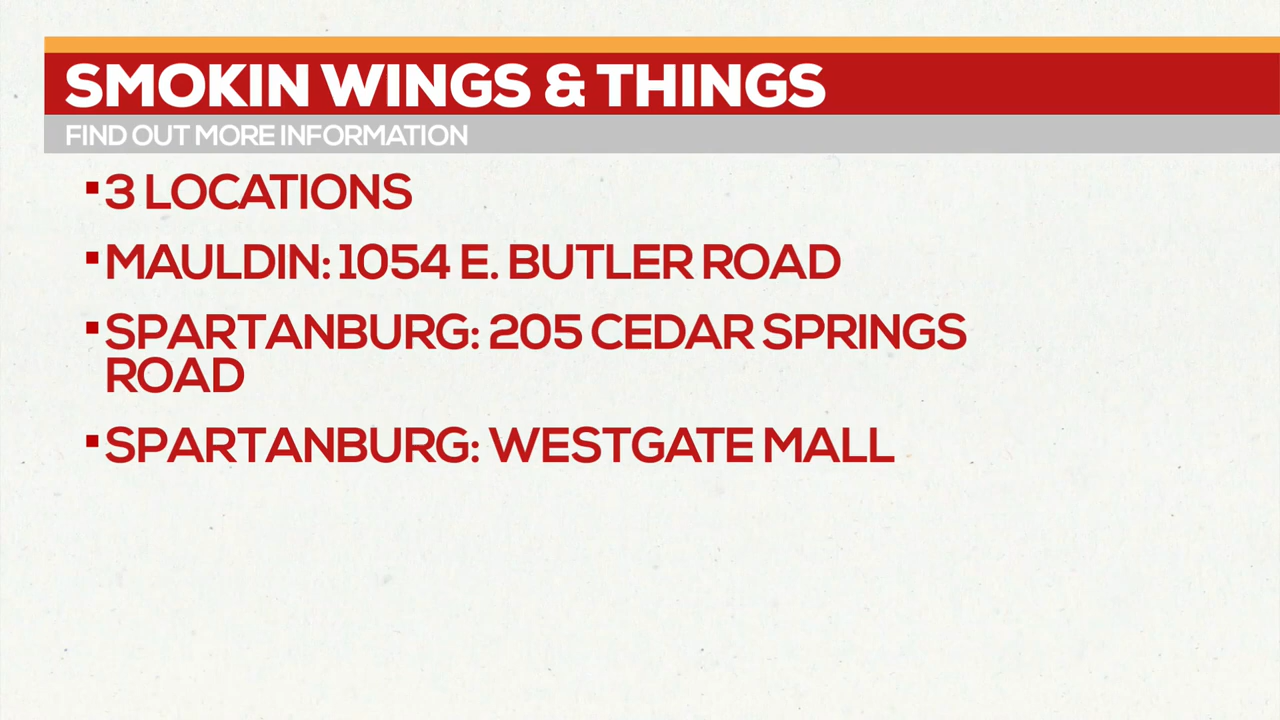 SMOKIN WINGS & THINGS
FIND OUT MORE INFORMATION
▪3 LOCATIONS
▪MAULDIN: 1054 E. BUTLER ROAD
▪SPARTANBURG: 205 CEDAR SPRINGS
ROAD
▪SPARTANBURG: WESTGATE MALL